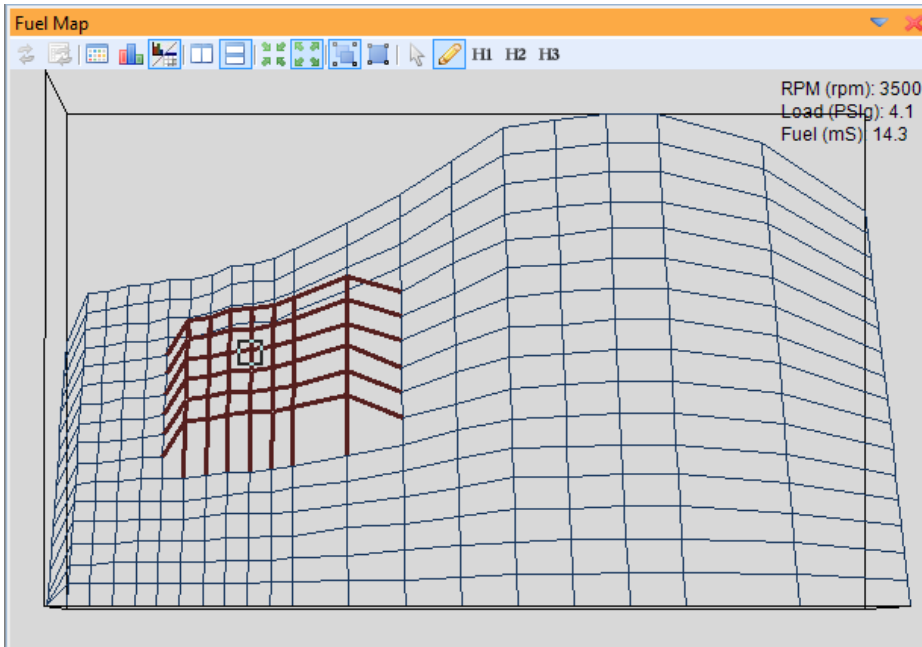 Fuel Map
H1 H2 H3
RPM (rpm): 3500
Load (PSIg): 4.1
Fuel (mS): 14.3